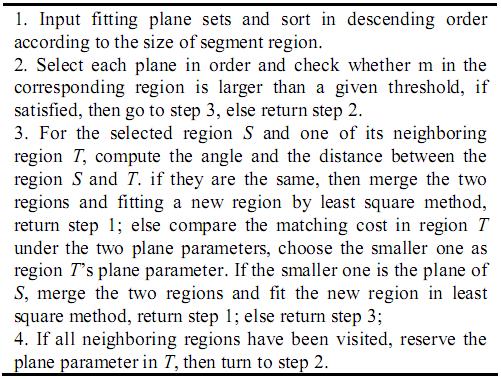 1. Input fitting plane sets and sort in descending order
according to the size of segment region.
2. Select each plane in order and check whether m in the
corresponding region is larger than a given threshold, if
satisfied, then go to step 3, else return step 2.
3. For the selected region S and one of its neighboring
region T, compute the angle and the distance between the
region S and T. if they are the same, then merge the two
regions and fitting a new region by least square method,
return step 1; else compare the matching cost in region T
under the two plane parameters, choose the smaller one as
region T's plane parameter. If the smaller one is the plane of
S, merge the two regions and fit the new region in least
square method, return step 1; else return step 3;
4. If all neighboring regions have been visited, reserve the
plane parameter in T, then turn to step 2.